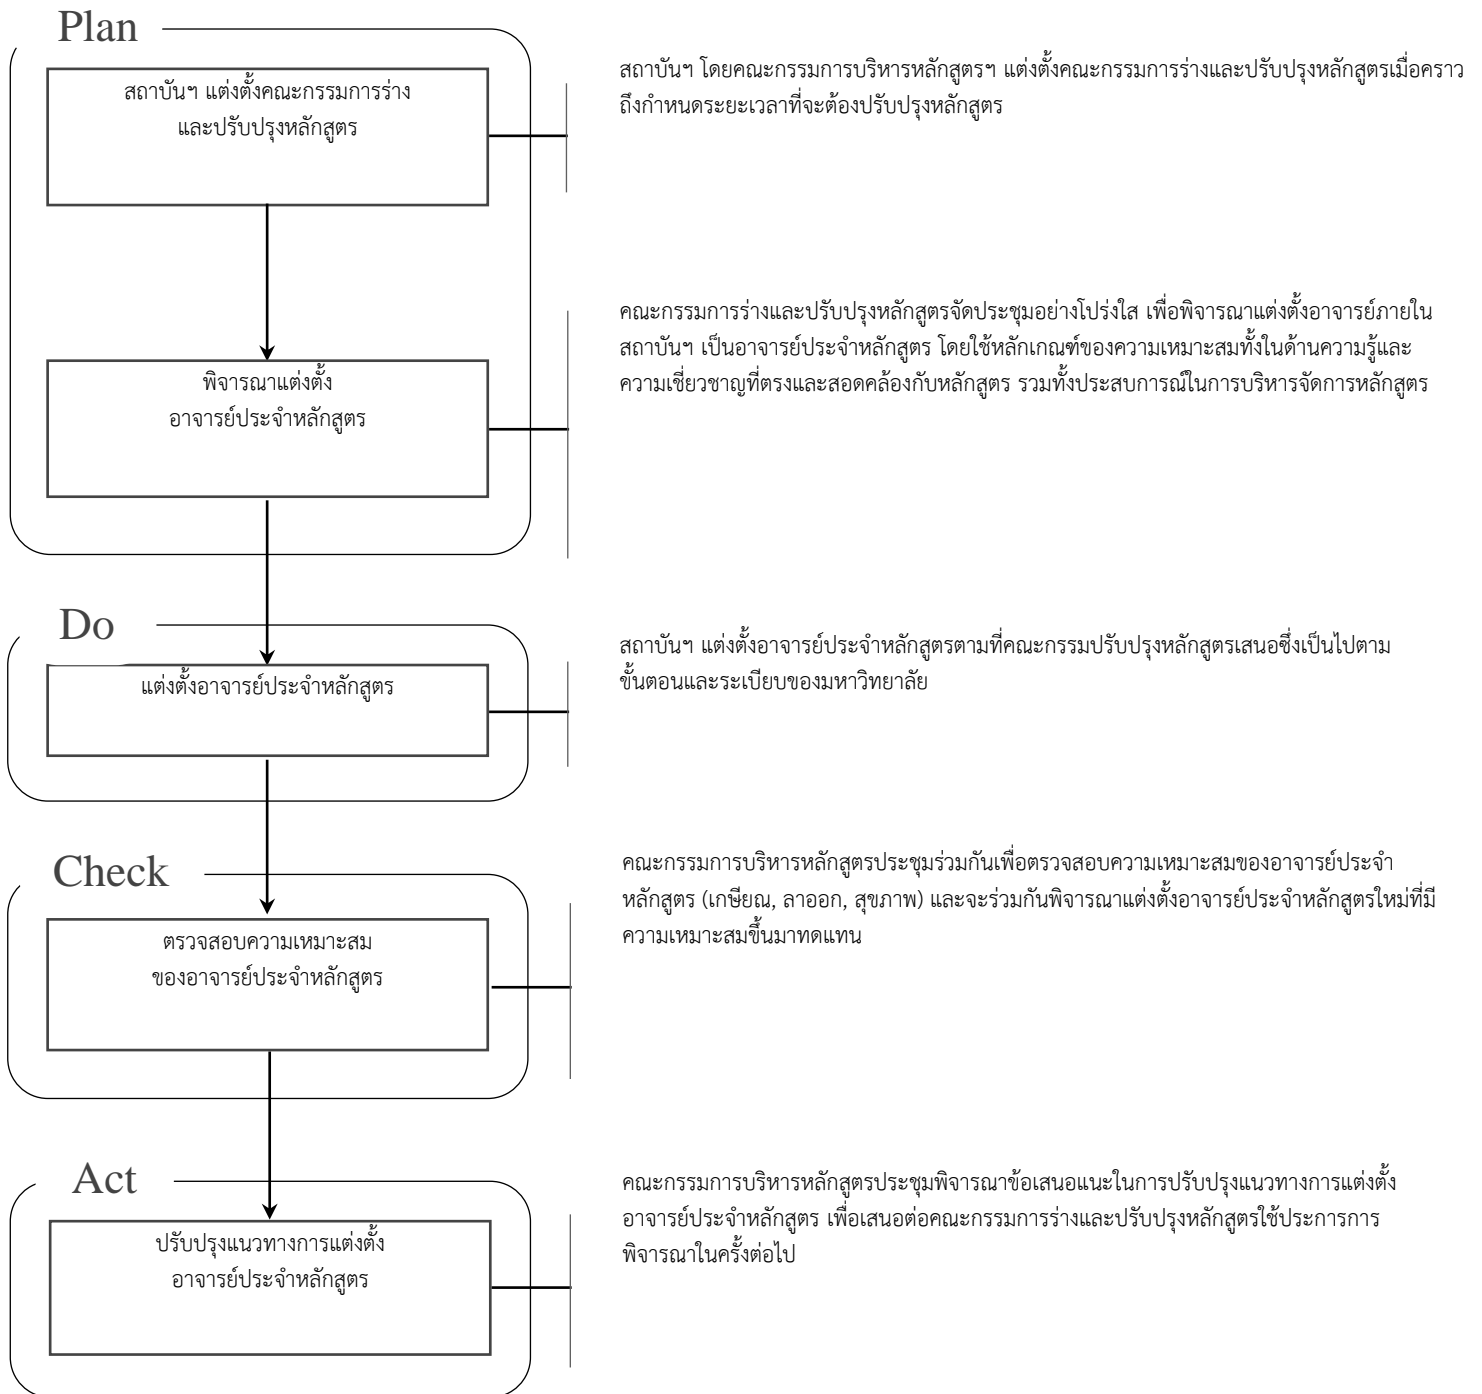 Plan
สถาบันฯ แต่งตั้งคณะกรรมการร่าง
และปรับปรุงหลักสูตร
สถาบันฯ โดยคณะกรรมการบริหารหลักสูตรฯ แต่งตั้งคณะกรรมการร่างและปรับปรุงหลักสูตรเมื่อคราว
ถึงกำหนดระยะเวลาที่จะต้องปรับปรุงหลักสูตร
พิจารณาแต่งตั้ง
อาจารย์ประจำหลักสูตร
คณะกรรมการร่างและปรับปรุงหลักสูตรจัดประชุมอย่างโปร่งใส เพื่อพิจารณาแต่งตั้งอาจารย์ภายใน
สถาบันฯ เป็นอาจารย์ประจำหลักสูตร โดยใช้หลักเกณฑ์ของความเหมาะสมทั้งในด้านความรู้และ
ความเชี่ยวชาญที่ตรงและสอดคล้องกับหลักสูตร รวมทั้งประสบการณ์ในการบริหารจัดการหลักสูตร
Do
แต่งตั้งอาจารย์ประจำหลักสูตร
สถาบันฯ แต่งตั้งอาจารย์ประจำหลักสูตรตามที่คณะกรรมปรับปรุงหลักสูตรเสนอซึ่งเป็นไปตาม
ขั้นตอนและระเบียบของมหาวิทยาลัย
Check
ตรวจสอบความเหมาะสม
ของอาจารย์ประจำหลักสูตร
คณะกรรมการบริหารหลักสูตรประชุมร่วมกันเพื่อตรวจสอบความเหมาะสมของอาจารย์ประจำ
หลักสูตร (เกษียณ, ลาออก, สุขภาพ) และจะร่วมกันพิจารณาแต่งตั้งอาจารย์ประจำหลักสูตรใหม่ที่มี
ความเหมาะสมขึ้นมาทดแทน
Act
ปรับปรุงแนวทางการแต่งตั้ง
อาจารย์ประจำหลักสูตร
คณะกรรมการบริหารหลักสูตรประชุมพิจารณาข้อเสนอแนะในการปรับปรุงแนวทางการแต่งตั้ง
อาจารย์ประจำหลักสูตร เพื่อเสนอต่อคณะกรรมการร่างและปรับปรุงหลักสูตรใช้ประการการ
พิจารณาในครั้งต่อไป